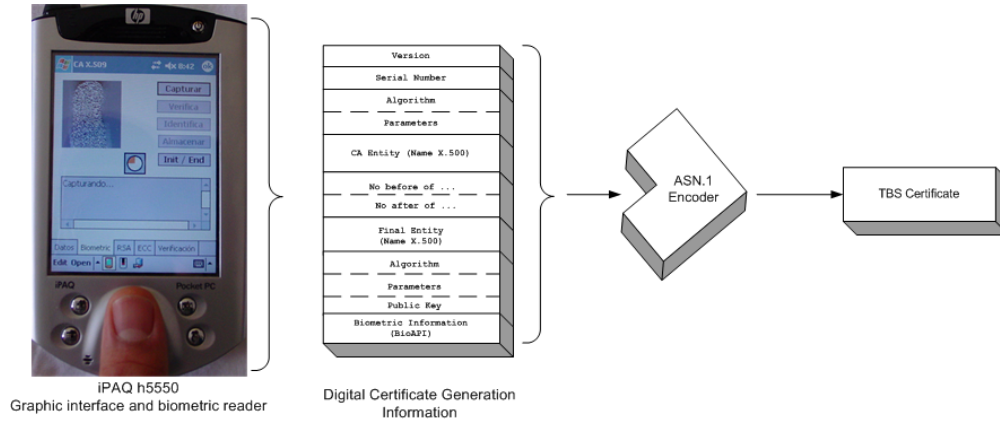 hp
CA X.509
8:42
ok
Capturar
Verifica
Identifica
Almacenar
Init / End
Capturando...
Datos Biometric RSA ECC Verificación
Edit Open
iPAQ
Pocket PC
iPAQ h5550
Graphic interface and biometric reader
Version
Serial Number
Algorithm
Parameters
CA Entity (Name X.500)
No before of ...
No after of ...
Final Entity
(Name X.500)
Algorithm
Parameters
Public Key
Biometric Information
(BioAPI)
Digital Certificate Generation
Information
ASN.1
Encoder
TBS Certificate